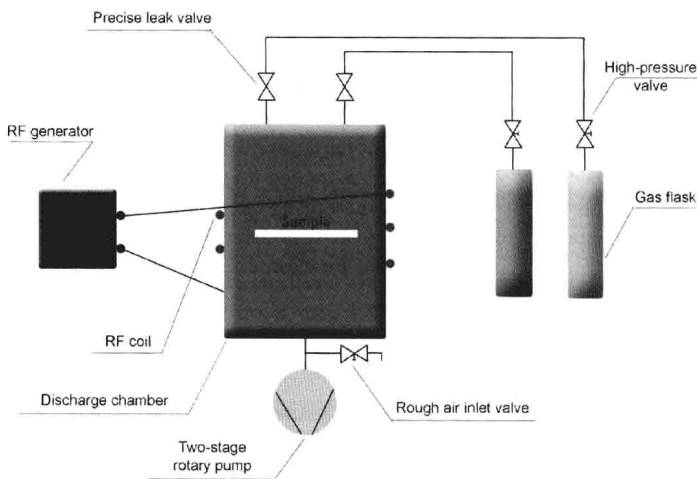 Precise leak valve
High-pressure
valve
RF generator
Sample
Gas flask
RF coil
Discharge chamber
Rough air inlet valve
Two-stage
rotary pump